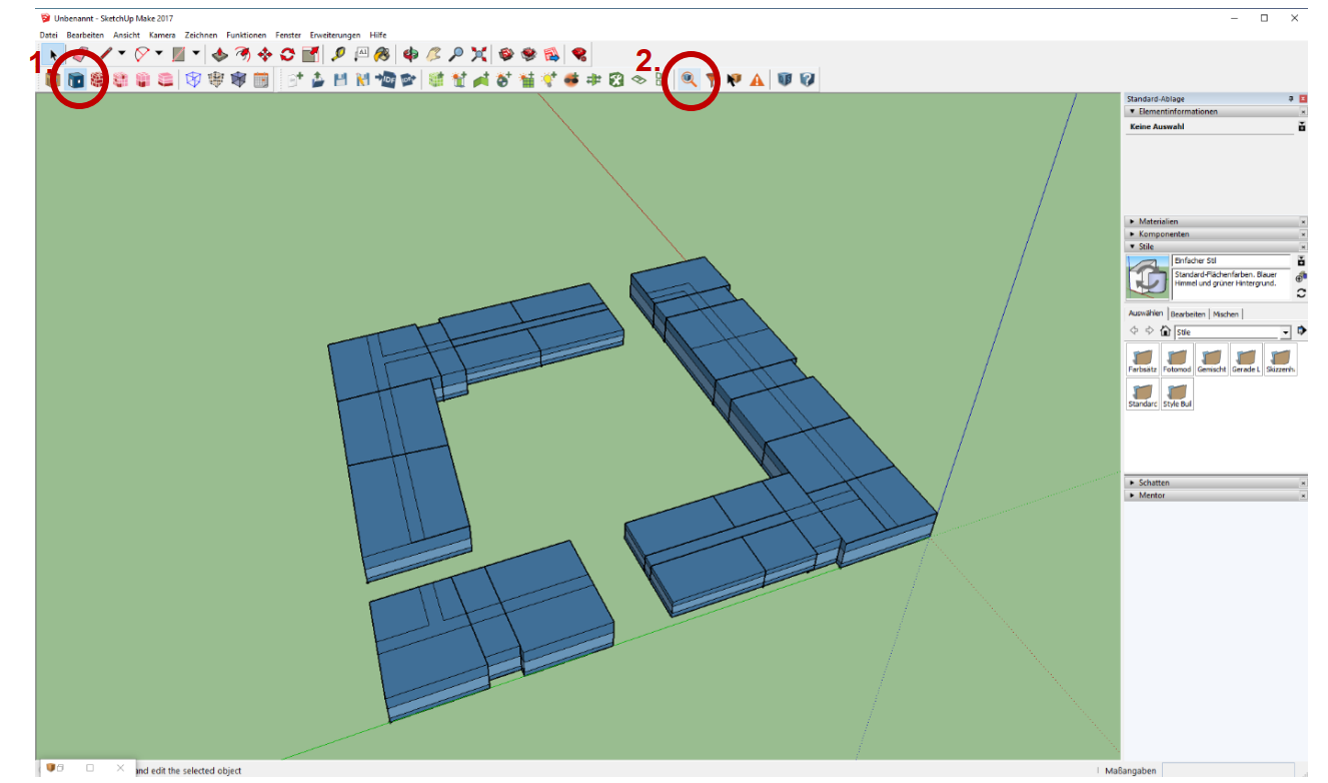 Unbenannt - SketchUp Make 2017
Datei Bearbeiten Ansicht Kamera Zeichnen Funktionen Fenster Erweiterungen Hilfe
1.
2.
Standard-Ablage
Elementinformationen
Keine Auswahl
Materialien
Komponenten
Stile
Einfacher Stil
Standard-Flächenfarben. Blauer
Himmel und grüner Hintergrund.
Auswählen Bearbeiten Mischen
Stile
Farbsätz Fotomod Gemischt Gerade L Skizzenh
Standarc Style Buil
Schatten
Mentor
and edit the selected object
Maßangaben